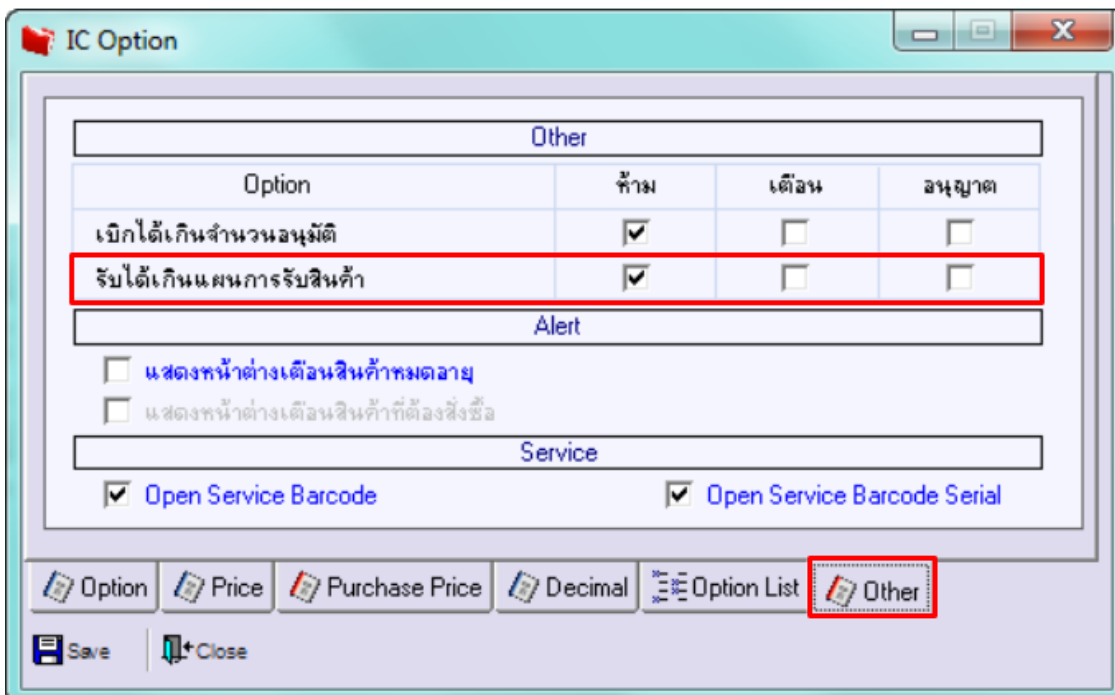 IC Option
Other
Option ห้าม เตือน อนุญาต
เบิกได้เกินจำนวนอนุมัติ
รับได้เกินแผนการรับสินค้า
Alert
แสดงหน้าต่างเตือนสินค้าหมดอายุ
แสดงหน้าต่างเตือนสินค้าที่ต้องสั่งซื้อ
Service
Open Service Barcode Open Service Barcode Serial
Option Price Purchase Price Decimal Option List Other
Save Close